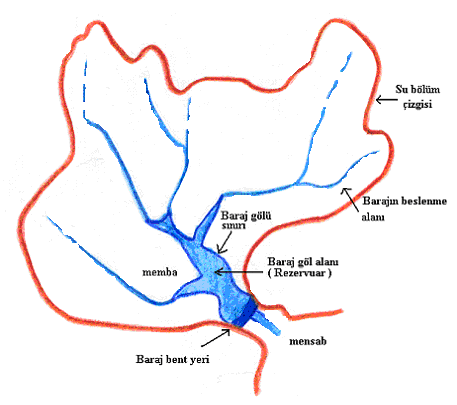 Su bölüm
çizgisi
Barajın beslenme
alanı
Baraj gölü
sınırı
Baraj göl alanı
( Rezervuar )
memba
mensab
Baraj bent yeri